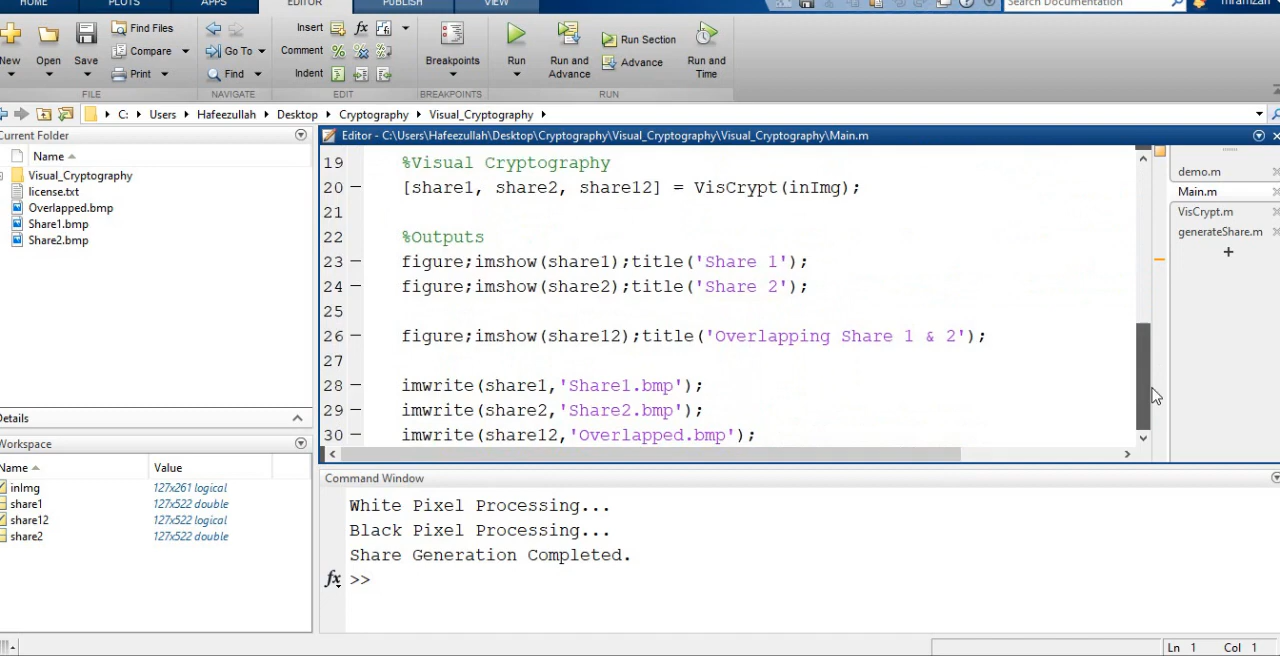 HOME PLOTS APPS EDITOR PUBLISH VIEW Search Documentation
New Open Save Find Files Compare Print
Go To Find
Insert fx Comment Indent
Breakpoints
Run Run and Advance Run Section Advance Run and Time
FILE NAVIGATE EDIT BREAKPOINTS RUN
C: Users Hafeezullah Desktop Cryptography Visual_Cryptography
Current Folder
Name
Visual_Cryptography
license.txt
Overlapped.bmp
Share1.bmp
Share2.bmp
Details
Workspace
Name Value
inImg 127x261 logical
share1 127x522 double
share12 127x522 logical
share2 127x522 double
Editor - C:\Users\Hafeezullah\Desktop\Cryptography\Visual_Cryptography\Visual_Cryptography\Main.m
19 %Visual Cryptography
20 – [share1, share2, share12] = VisCrypt(inImg);
21
22 %Outputs
23 – figure;imshow(share1);title('Share 1');
24 – figure;imshow(share2);title('Share 2');
25
26 – figure;imshow(share12);title('Overlapping Share 1 & 2');
27
28 – imwrite(share1,'Share1.bmp');
29 – imwrite(share2,'Share2.bmp');
30 – imwrite(share12,'Overlapped.bmp');
demo.m
Main.m
VisCrypt.m
generateShare.m
+
Command Window
White Pixel Processing...
Black Pixel Processing...
Share Generation Completed.
fx >>
Ln 1 Col 1